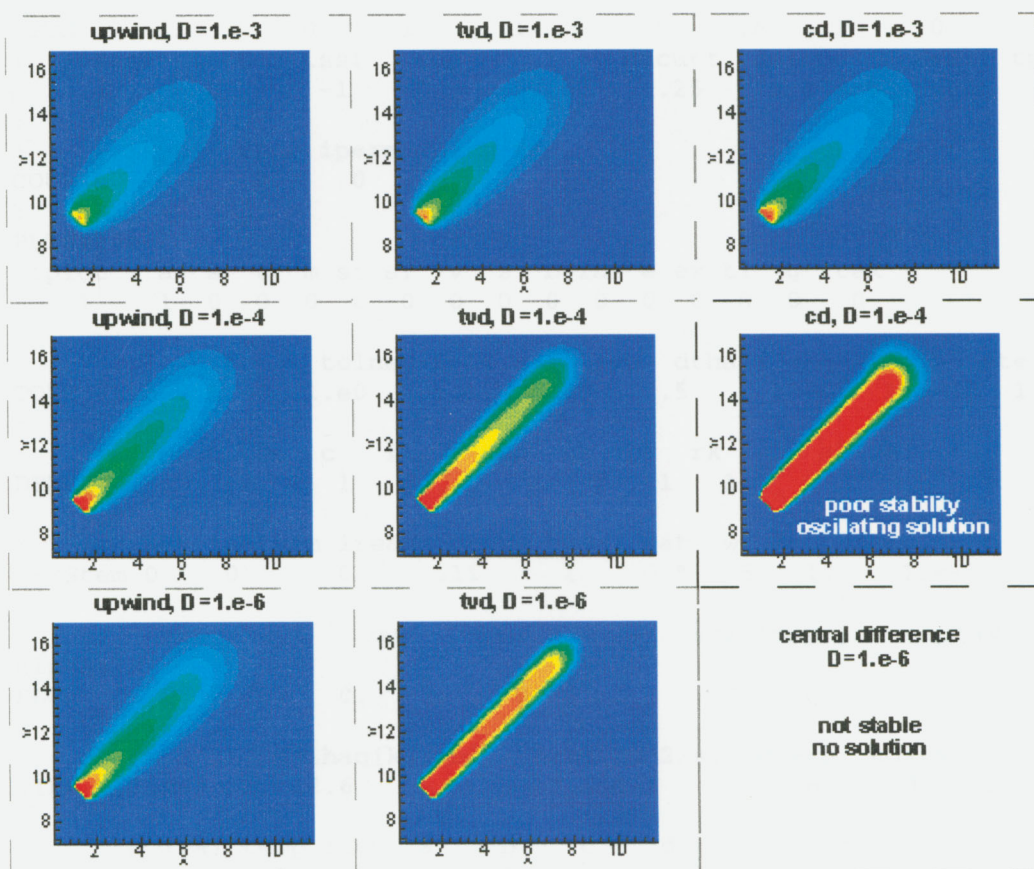 upwind, D=1.e-3
tvd, D=1.e-3
cd, D=1.e-3
16
14
12
10
8
Y
2 4 6 8 10
X
16
14
12
10
8
Y
2 4 6 8 10
X
16
14
12
10
8
Y
2 4 6 8 10
X
upwind, D=1.e-4
tvd, D=1.e-4
cd, D=1.e-4
16
14
12
10
8
Y
2 4 6 8 10
X
16
14
12
10
8
Y
2 4 6 8 10
X
16
14
12
10
8
Y
2 4 6 8 10
X
poor stability
oscillating solution
upwind, D=1.e-6
tvd, D=1.e-6
16
14
12
10
8
Y
2 4 6 8 10
X
16
14
12
10
8
Y
2 4 6 8 10
X
central difference
D=1.e-6
not stable
no solution